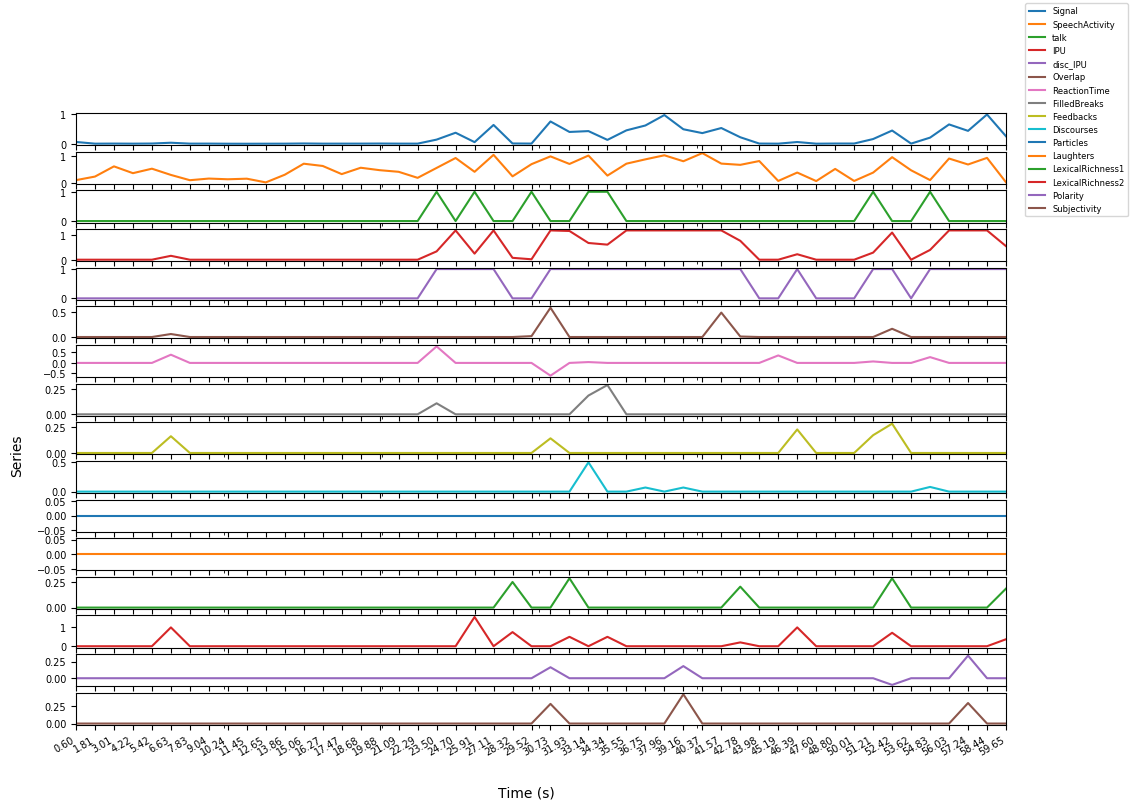 Signal
SpeechActivity
talk
IPU
disc_IPU
Overlap
ReactionTime
FilledBreaks
Feedbacks
Discourses
Particles
Laughters
LexicalRichness1
LexicalRichness2
Polarity
Subjectivity
1
0
1
0
1
0
1
0
1
0
0.5
0.0
0.5
0.0
−0.5
0.25
0.00
0.25
0.00
0.5
0.0
0.05
0.00
−0.05
0.05
0.00
−0.05
0.25
0.00
1
0
0.25
0.00
0.25
0.00
Series
0.60 1.81 3.01 4.22 5.42 6.63 7.83 9.04 10.24 11.45 12.65 13.86 15.06 16.27 17.47 18.68 19.88 21.09 22.29 23.50 24.70 25.91 27.11 28.32 29.52 30.73 31.93 33.14 34.34 35.55 36.75 37.96 39.16 40.37 41.57 42.78 43.98 45.19 46.39 47.60 48.80 50.01 51.21 52.42 53.62 54.83 56.03 57.24 58.44 59.65
Time (s)